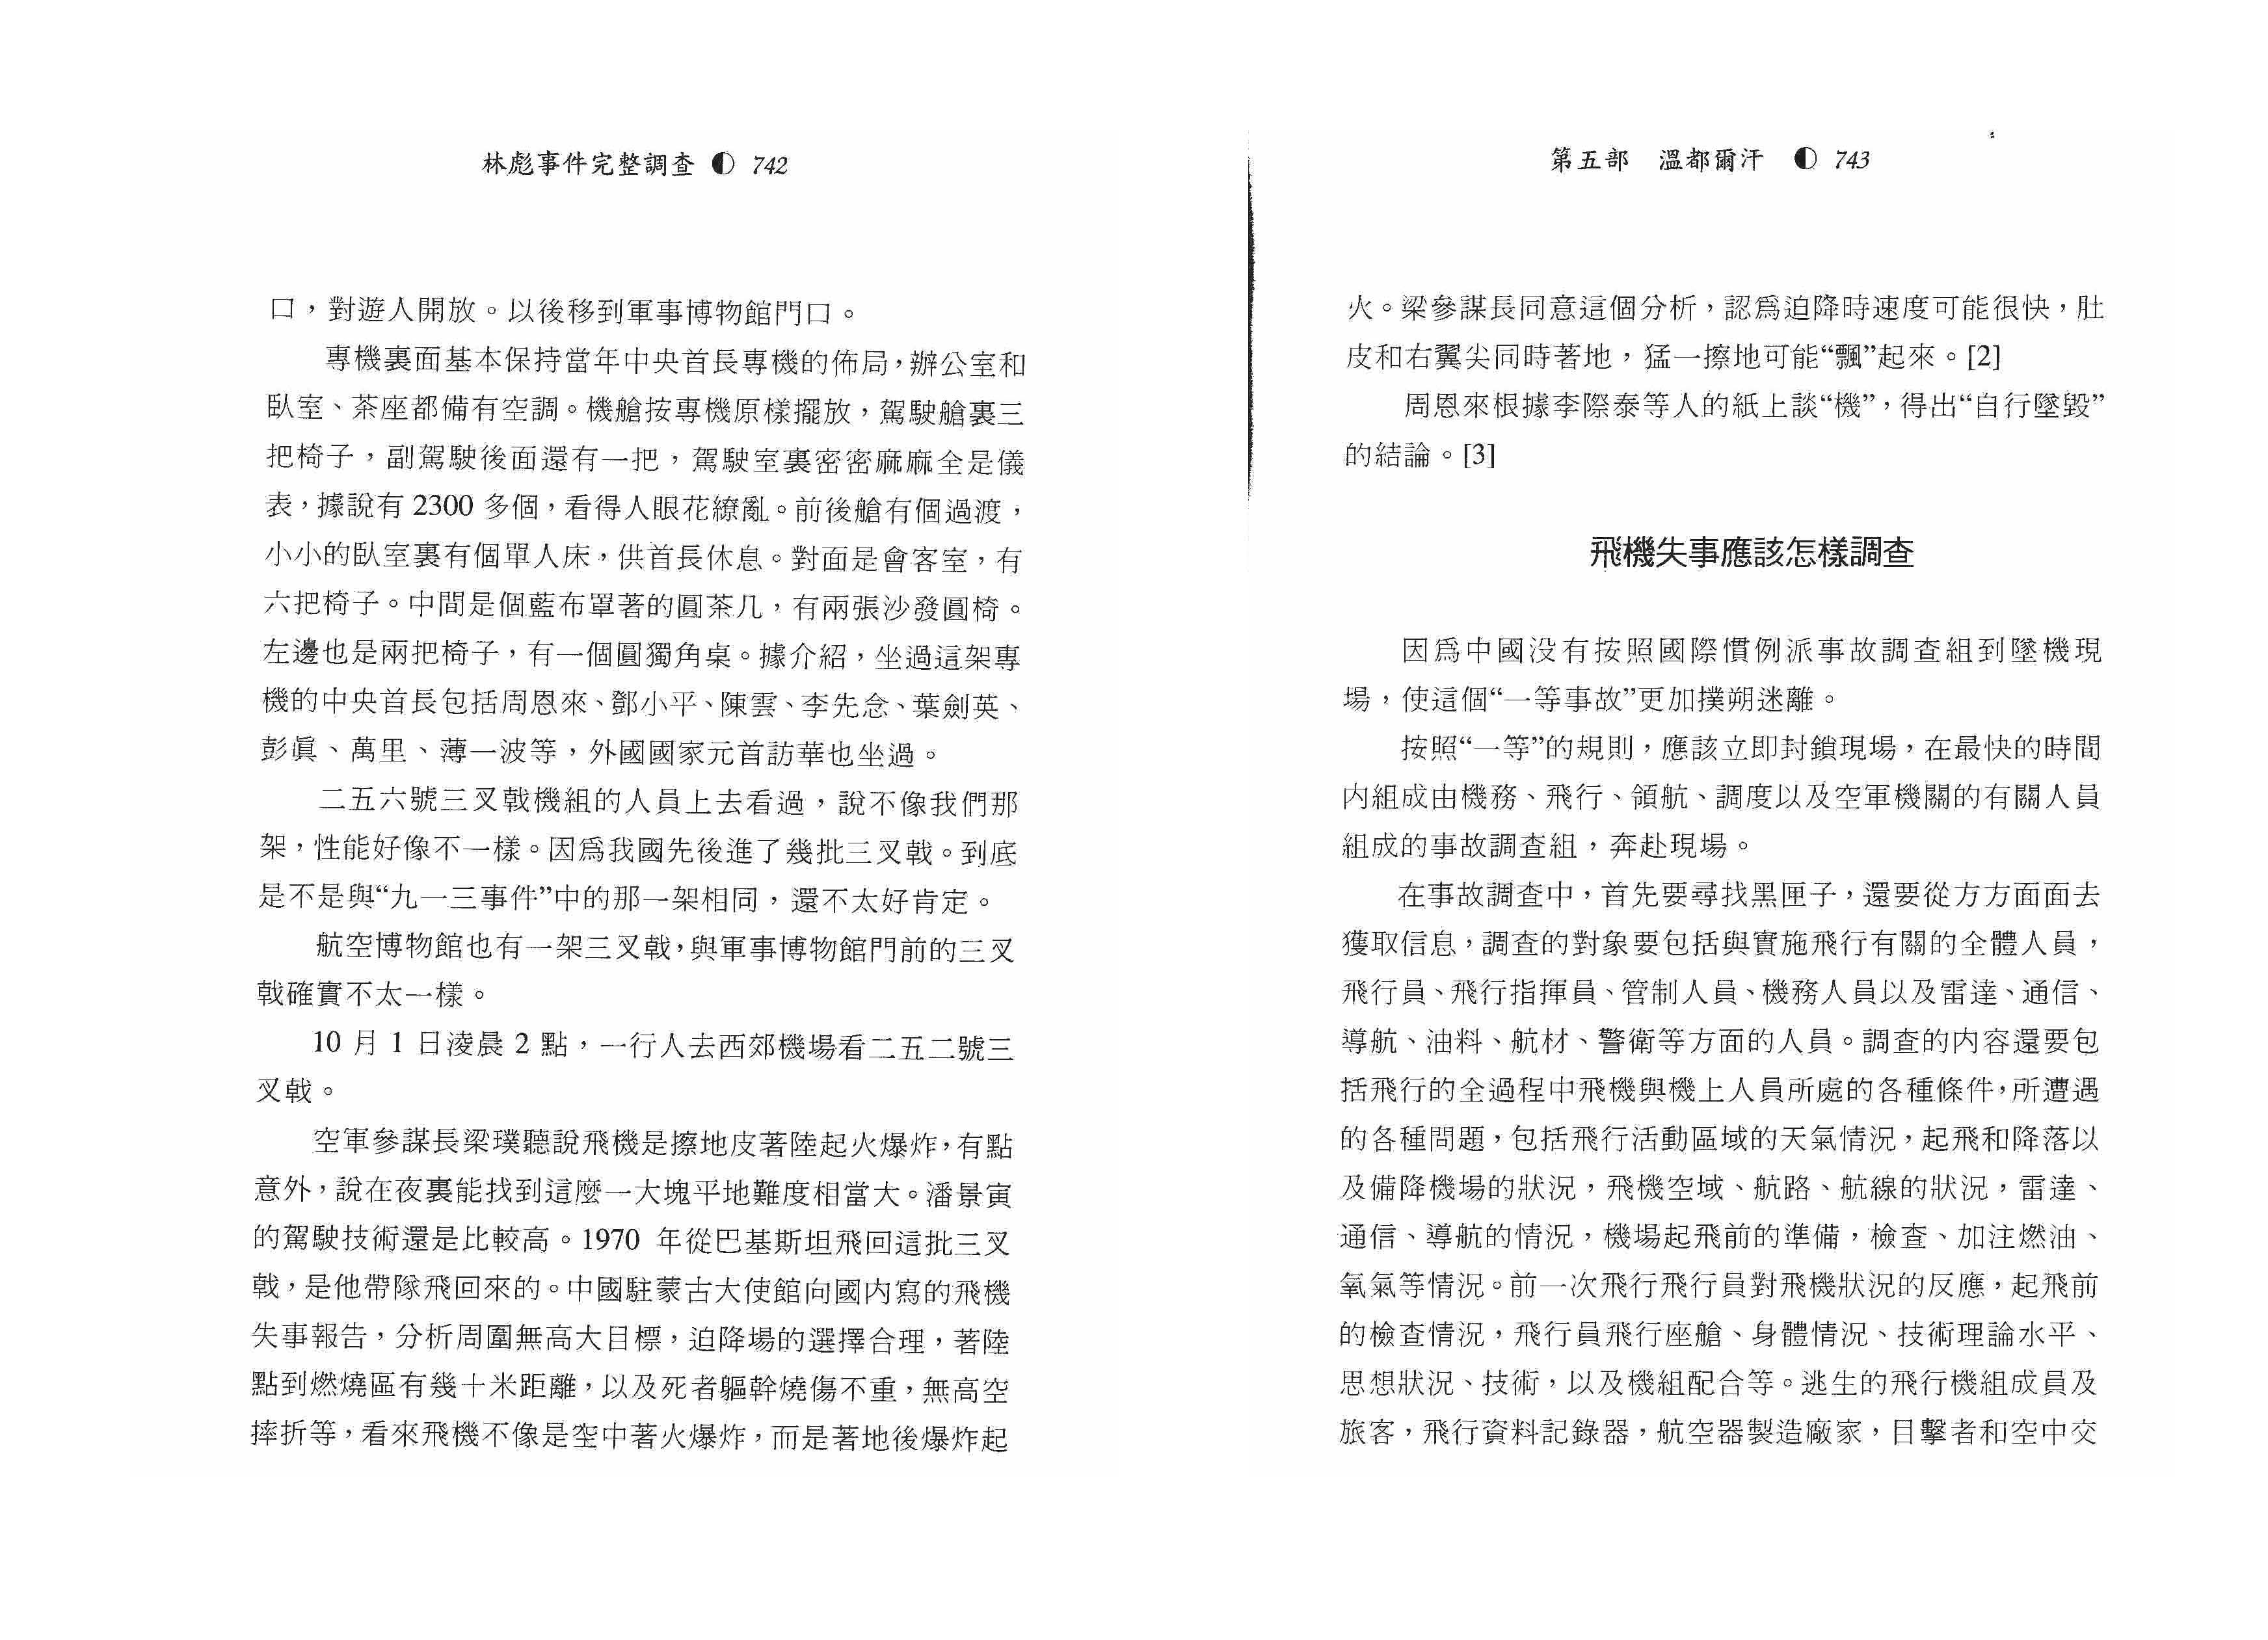 林彪事件完整調查 ◐ 742
口，對遊人開放。以後移到軍事博物館門口。
專機裏面基本保持當年中央首長專機的佈局，辦公室和
臥室、茶座都備有空調。機艙按專機原樣擺放，駕駛艙裏三
把椅子，副駕駛後面還有一把，駕駛室裏密密麻麻全是儀
表，據說有 2300 多個，看得人眼花繚亂。前後艙有個過渡，
小小的臥室裏有個單人床，供首長休息。對面是會客室，有
六把椅子。中間是個藍布罩著的圓茶几，有兩張沙發圓椅。
左邊也是兩把椅子，有一個圓獨角桌。據介紹，坐過這架專
機的中央首長包括周恩來、鄧小平、陳雲、李先念、葉劍英、
彭眞、萬里、薄一波等，外國國家元首訪華也坐過。
二五六號三叉戟機組的人員上去看過，說不像我們那
架，性能好像不一樣。因爲我國先後進了幾批三叉戟。到底
是不是與“九一三事件”中的那一架相同，還不太好肯定。
航空博物館也有一架三叉戟，與軍事博物館門前的三叉
戟確實不太一樣。
10 月 1 日淩晨 2 點，一行人去西郊機場看二五二號三
叉戟。
空軍參謀長梁璞聽說飛機是擦地皮著陸起火爆炸，有點
意外，說在夜裏能找到這麼一大塊平地難度相當大。潘景寅
的駕駛技術還是比較高。1970 年從巴基斯坦飛回這批三叉
戟，是他帶隊飛回來的。中國駐蒙古大使館向國内寫的飛機
失事報告，分析周圍無高大目標，迫降場的選擇合理，著陸
點到燃燒區有幾十米距離，以及死者軀幹燒傷不重，無高空
摔折等，看來飛機不像是空中著火爆炸，而是著地後爆炸起
第五部　溫都爾汗 ◐ 743
火。梁參謀長同意這個分析，認爲迫降時速度可能很快，肚
皮和右翼尖同時著地，猛一擦地可能“飄”起來。[2]
周恩來根據李際泰等人的紙上談“機”，得出“自行墜毀”
的結論。[3]
飛機失事應該怎樣調查
因爲中國没有按照國際慣例派事故調查組到墜機現
場，使這個“一等事故”更加撲朔迷離。
按照“一等”的規則，應該立即封鎖現場，在最快的時間
内組成由機務、飛行、領航、調度以及空軍機關的有關人員
組成的事故調查組，奔赴現場。
在事故調查中，首先要尋找黑匣子，還要從方方面面去
獲取信息，調查的對象要包括與實施飛行有關的全體人員，
飛行員、飛行指揮員、管制人員、機務人員以及雷達、通信、
導航、油料、航材、警衛等方面的人員。調查的内容還要包
括飛行的全過程中飛機與機上人員所處的各種條件，所遭遇
的各種問題，包括飛行活動區域的天氣情況，起飛和降落以
及備降機場的狀況，飛機空域、航路、航線的狀況，雷達、
通信、導航的情況，機場起飛前的準備，檢查、加注燃油、
氧氣等情況。前一次飛行飛行員對飛機狀況的反應，起飛前
的檢查情況，飛行員飛行座艙、身體情況、技術理論水平、
思想狀況、技術，以及機組配合等。逃生的飛行機組成員及
旅客，飛行資料記錄器，航空器製造廠家，目擊者和空中交